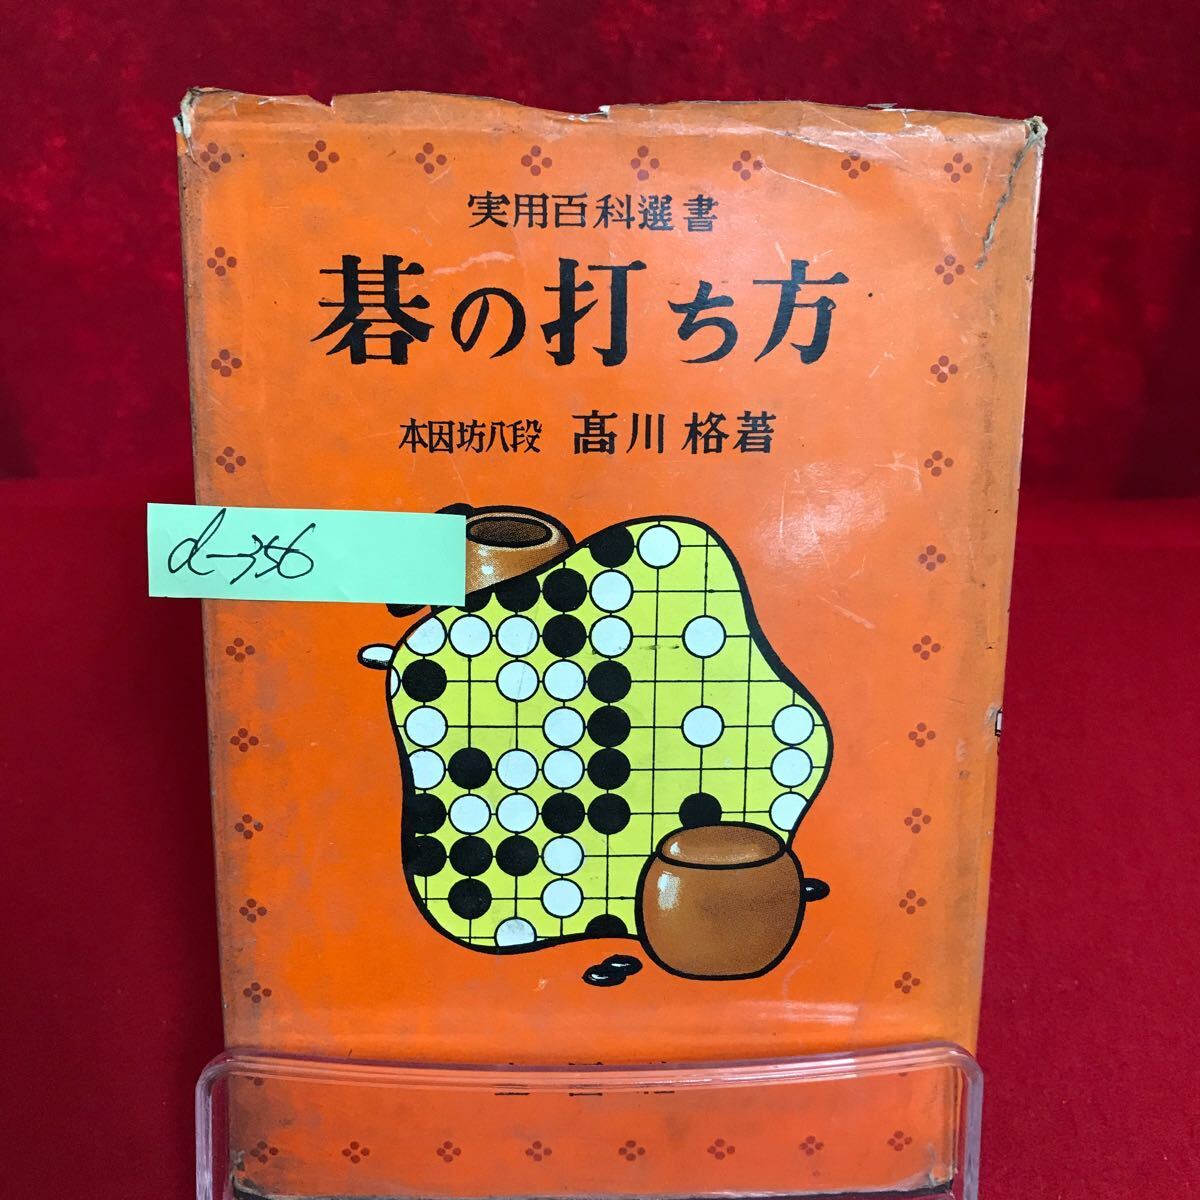 実用百科選書
碁の打ち方
本因坊八段 髙川格著
d-356